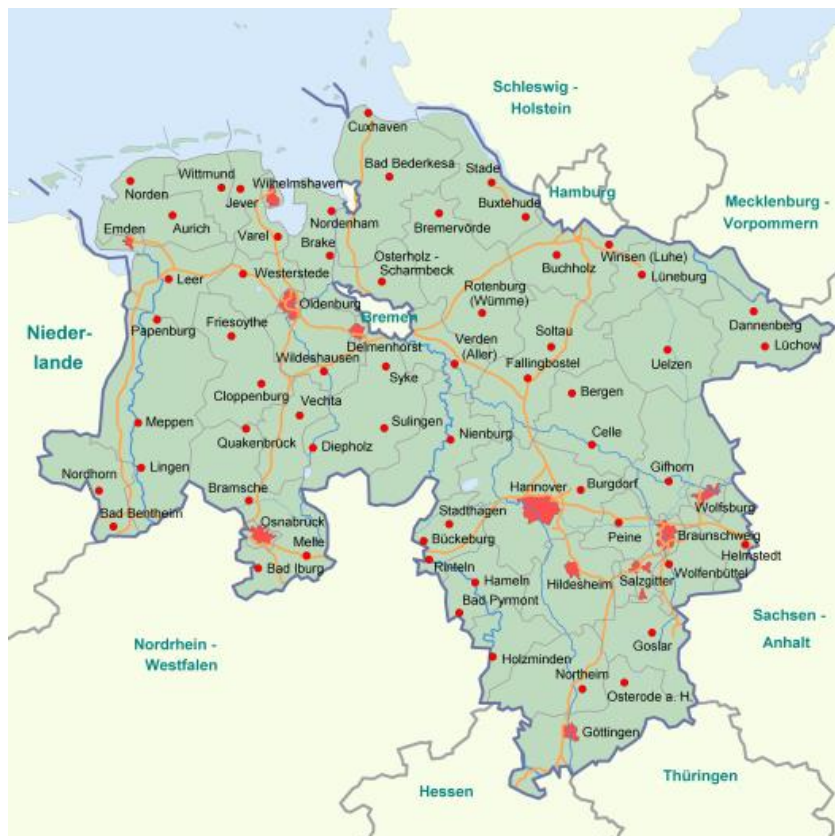 Schleswig -
Holstein
Cuxhaven
Bad Bederkesa
Stade
Hamburg
Mecklenburg -
Vorpommern
Norden
Wittmund
Jever
Wilhelmshaven
Nordenham
Buxtehude
Bremervörde
Aurich
Emden
Varel
Brake
Osterholz -
Scharmbeck
Buchholz
Winsen (Luhe)
Lüneburg
Leer
Westerstede
Oldenburg
Rotenburg
(Wümme)
Bremen
Dannenberg
Nieder-
lande
Papenburg
Friesoythe
Delmenhorst
Verden
(Aller)
Soltau
Lüchow
Wildeshausen
Syke
Fallingbostel
Uelzen
Cloppenburg
Vechta
Bergen
Meppen
Quakenbrück
Sulingen
Diepholz
Nienburg
Celle
Nordhorn
Lingen
Gifhorn
Bramsche
Hannover
Burgdorf
Wolfsburg
Bad Bentheim
Osnabrück
Stadthagen
Peine
Braunschweig
Melle
Bückeburg
Helmstedt
Bad Iburg
Rinteln
Hameln
Hildesheim
Salzgitter
Wolfenbüttel
Bad Pyrmont
Sachsen -
Anhalt
Nordrhein -
Westfalen
Goslar
Holzminden
Northeim
Osterode a. H.
Göttingen
Hessen
Thüringen